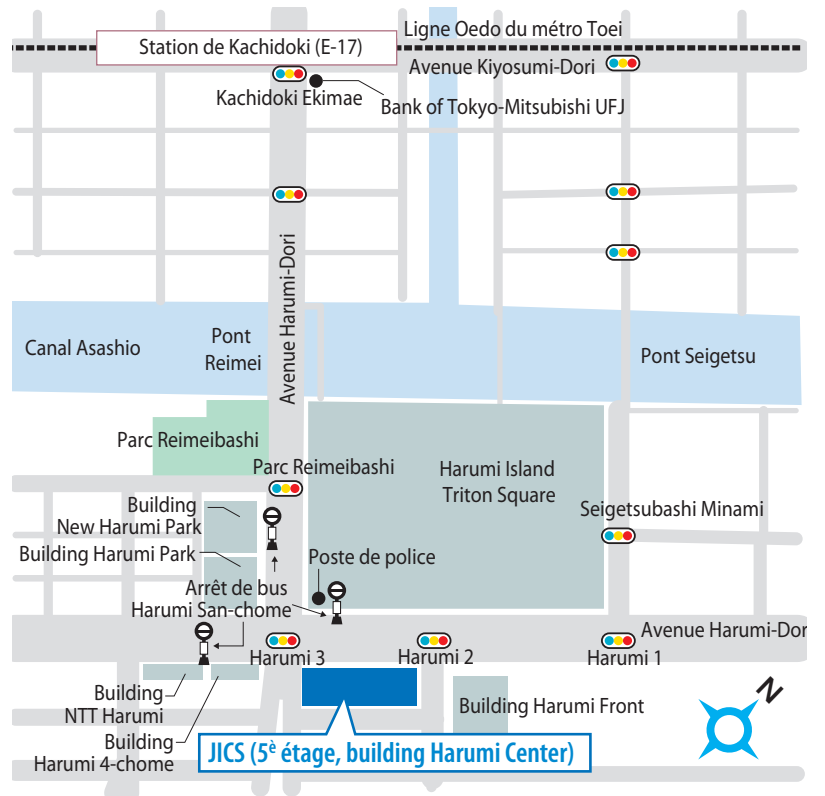 Ligne Oedo du métro Toei
Station de Kachidoki (E-17)
Avenue Kiyosumi-Dori
Kachidoki Ekimae
Bank of Tokyo-Mitsubishi UFJ
Avenue Harumi-Dori
Canal Asashio
Pont
Reimei
Pont Seigetsu
Parc Reimeibashi
Parc Reimeibashi
Harumi Island
Triton Square
Seigetsubashi Minami
Building
New Harumi Park
Building Harumi Park
Poste de police
Arrêt de bus
Harumi San-chome
Avenue Harumi-Dor
Harumi 3
Harumi 2
Harumi 1
Building
NTT Harumi
Building
Harumi 4-chome
Building Harumi Front
N
JICS (5è étage, building Harumi Center)